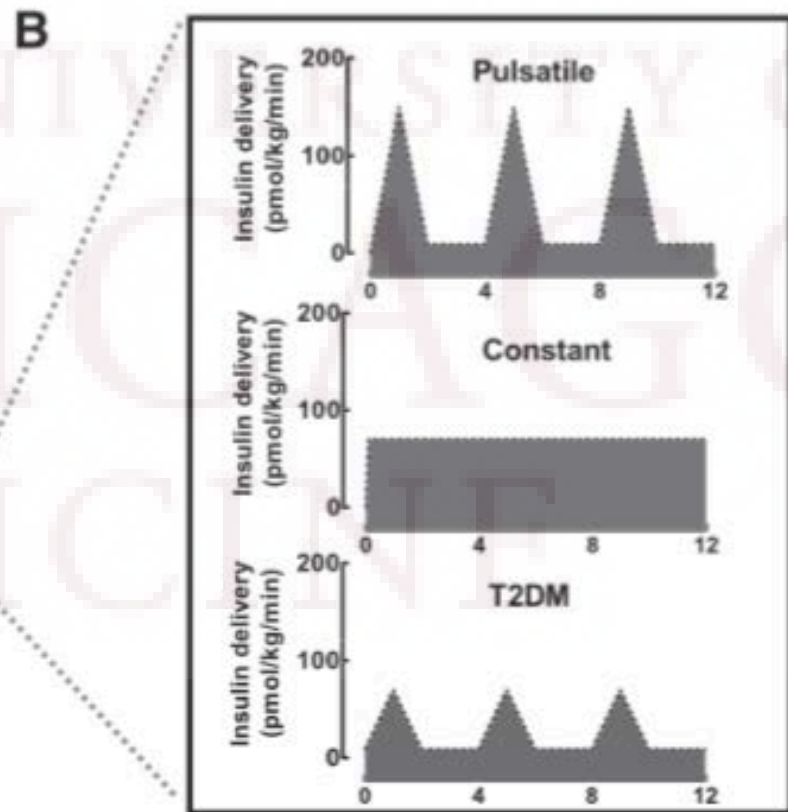 B
Pulsatile
Insulin delivery
(pmol/kg/min)
200
100
0
0 4 8 12
Constant
Insulin delivery
(pmol/kg/min)
200
100
0
0 4 8 12
T2DM
Insulin delivery
(pmol/kg/min)
200
100
0
0 4 8 12